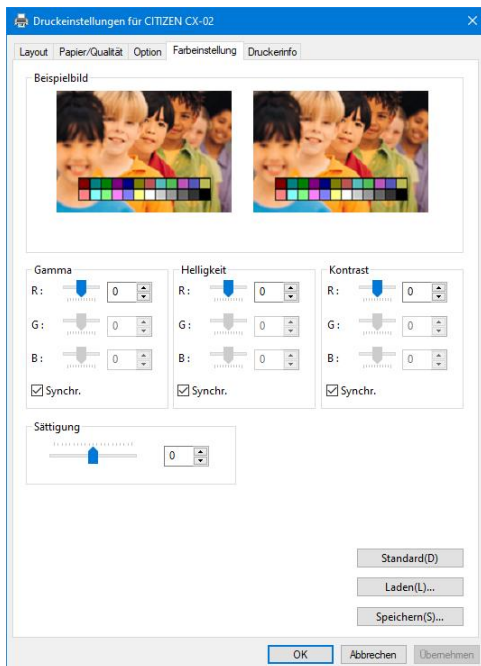 Druckeinstellungen für CITIZEN CX-02
Layout Papier/Qualität Option Farbeinstellung Druckerinfo
Beispielbild
Gamma Helligkeit Kontrast
R: 0 R: 0 R: 0
G: 0 G: 0 G: 0
B: 0 B: 0 B: 0
Synchr. Synchr. Synchr.
Sättigung
0
Standard(D)
Laden(L)...
Speichern(S)...
OK Abbrechen Übernehmen